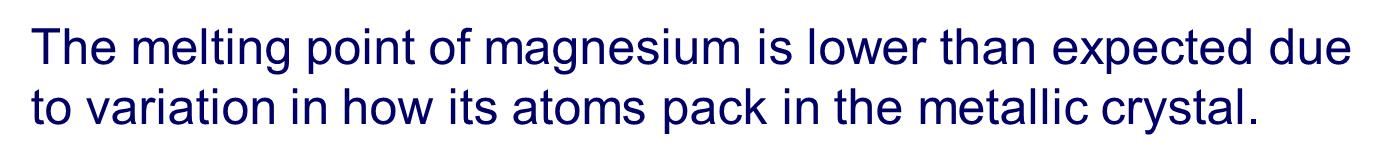 The melting point of magnesium is lower than expected due
to variation in how its atoms pack in the metallic crystal.